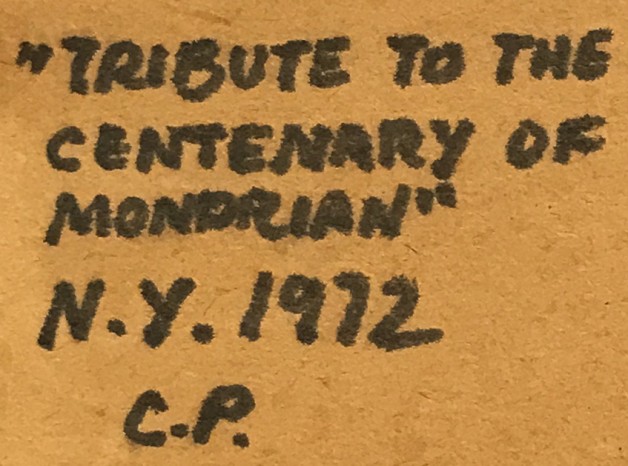 "TRIBUTE TO THE
CENTENARY OF
MONDRIAN"
N.Y. 1972
C.P.